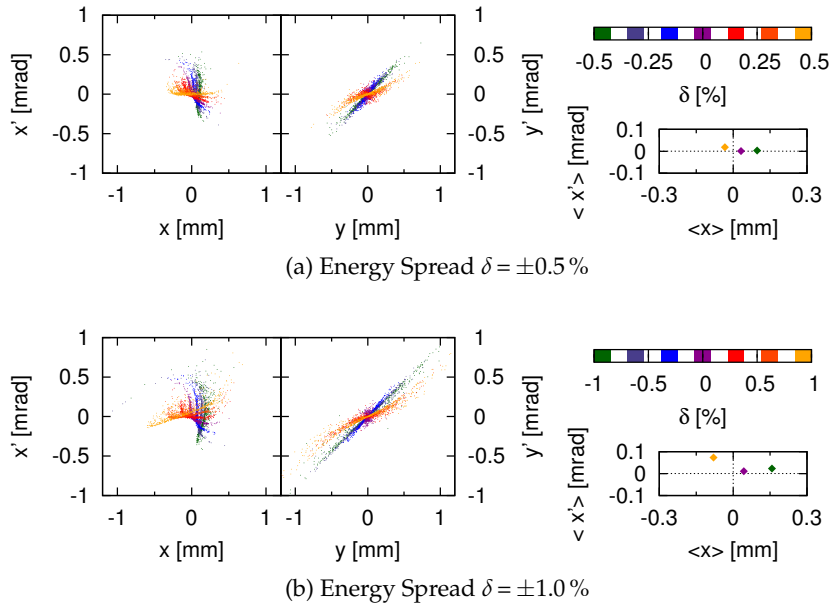 1
0.5
0
-0.5
-1
x' [mrad]
-1 0 1
x [mm]
-1 0 1
y [mm]
1
0.5
0
-0.5
-1
y' [mrad]
-0.5 -0.25 0 0.25 0.5
δ [%]
0.1
0
-0.1
< x'> [mrad]
-0.3 0 0.3
<x> [mm]
(a) Energy Spread δ = ±0.5 %
1
0.5
0
-0.5
-1
x' [mrad]
-1 0 1
x [mm]
-1 0 1
y [mm]
1
0.5
0
-0.5
-1
y' [mrad]
-1 -0.5 0 0.5 1
δ [%]
0.1
0
-0.1
< x'> [mrad]
-0.3 0 0.3
<x> [mm]
(b) Energy Spread δ = ±1.0 %